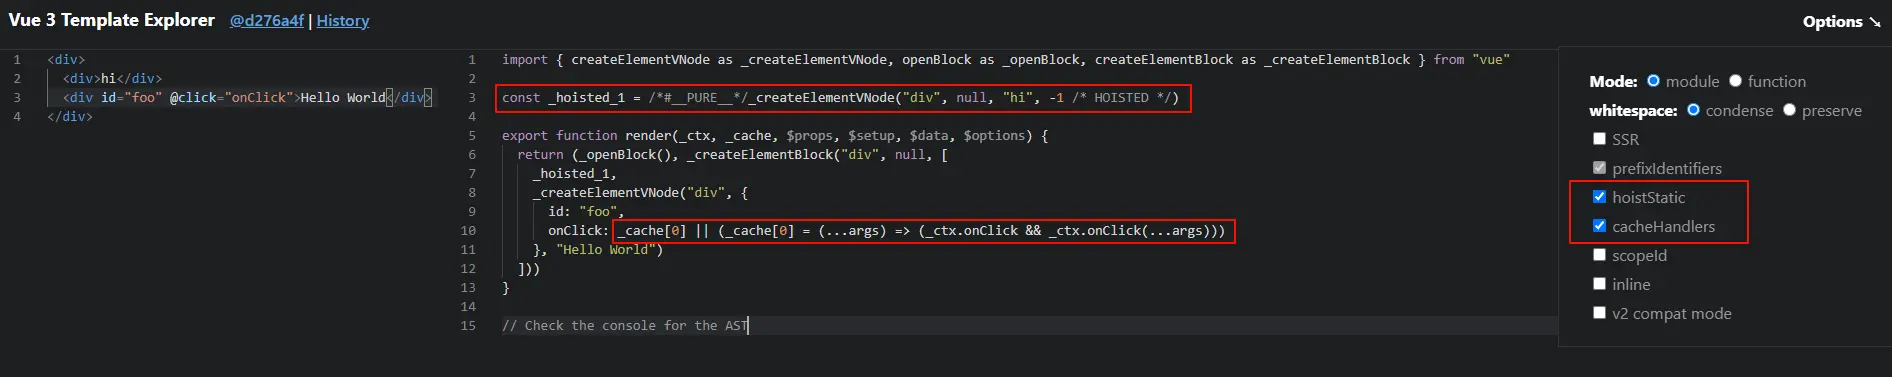 Vue 3 Template Explorer @d276a4f | History
Options ↘
1 <div>
2 <div>hi</div>
3 <div id="foo" @click="onClick">Hello World</div>
4 </div>
1 import { createElementVNode as _createElementVNode, openBlock as _openBlock, createElementBlock as _createElementBlock } from "vue"
2
3 const _hoisted_1 = /*#__PURE__*/_createElementVNode("div", null, "hi", -1 /* HOISTED */)
4
5 export function render(_ctx, _cache, $props, $setup, $data, $options) {
6 return (_openBlock(), _createElementBlock("div", null, [
7 _hoisted_1,
8 _createElementVNode("div", {
9 id: "foo",
10 onClick: _cache[0] || (_cache[0] = (...args) => (_ctx.onClick && _ctx.onClick(...args)))
11 }, "Hello World")
12 ]))
13 }
14
15 // Check the console for the AST
Mode: module function
whitespace: condense preserve
SSR
prefixIdentifiers
hoistStatic
cacheHandlers
scopeId
inline
v2 compat mode